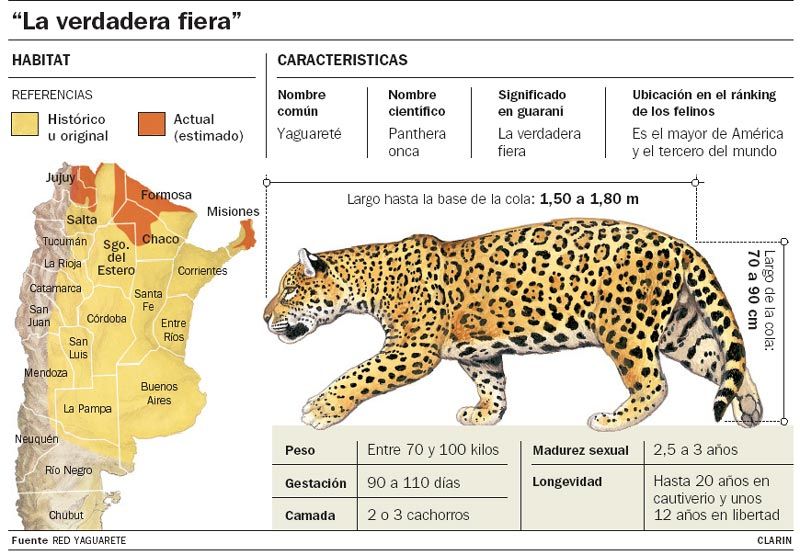 “La verdadera fiera”
HABITAT
REFERENCIAS
Histórico
u original
Actual
(estimado)
Jujuy
Formosa
Misiones
Salta
Chaco
Tucumán
Sgo.
del
Estero
La Rioja
Corrientes
Catamarca
Santa
Fe
San
Juan
Córdoba
Entre
Ríos
San
Luis
Mendoza
Buenos
Aires
La Pampa
Neuquén
Río Negro
Chubut
CARACTERISTICAS
Nombre
común
Yaguareté
Nombre
científico
Panthera
onca
Significado
en guaraní
La verdadera
fiera
Ubicación en el ránking
de los felinos
Es el mayor de América
y el tercero del mundo
Largo hasta la base de la cola: 1,50 a 1,80 m
Largo de la cola:
70 a 90 cm
Peso
Entre 70 y 100 kilos
Gestación
90 a 110 días
Camada
2 o 3 cachorros
Madurez sexual
2,5 a 3 años
Longevidad
Hasta 20 años en
cautiverio y unos
12 años en libertad
Fuente RED YAGUARETE
CLARIN